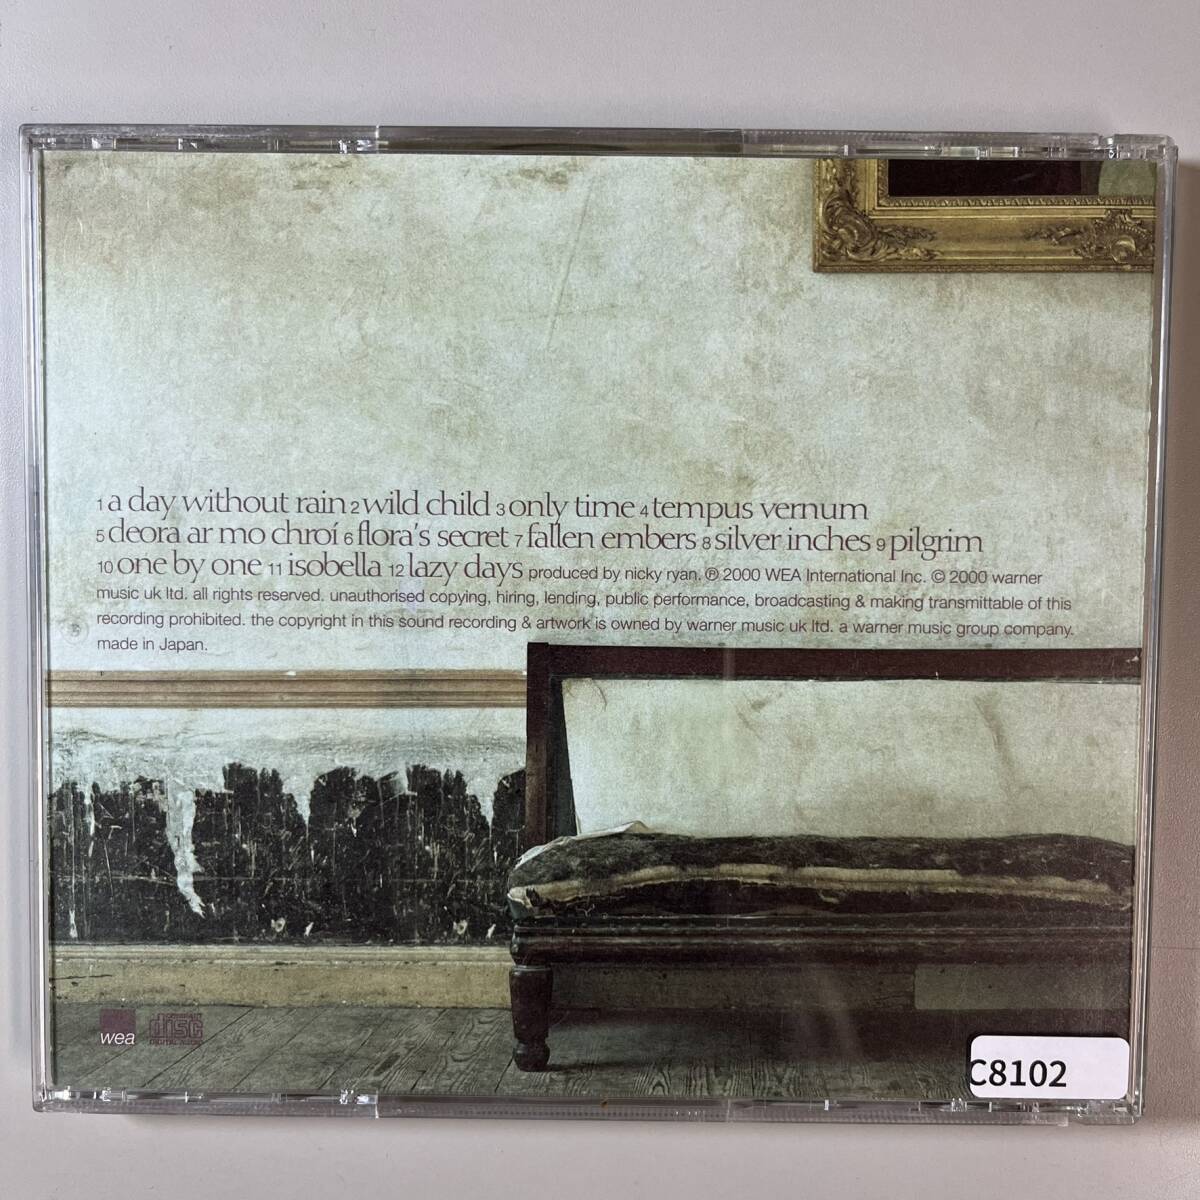 1 a day without rain 2 wild child 3 only time 4 tempus vernum
5 deora ar mo chroí 6 flora's secret 7 fallen embers 8 silver inches 9 pilgrim
10 one by one 11 isobella 12 lazy days produced by nicky ryan. ℗ 2000 WEA International Inc. © 2000 warner
music uk ltd. all rights reserved. unauthorised copying, hiring, lending, public performance, broadcasting & making transmittable of this
recording prohibited. the copyright in this sound recording & artwork is owned by warner music uk ltd. a warner music group company.
made in Japan.
wea
COMPACT
disc
DIGITAL AUDIO
C8102